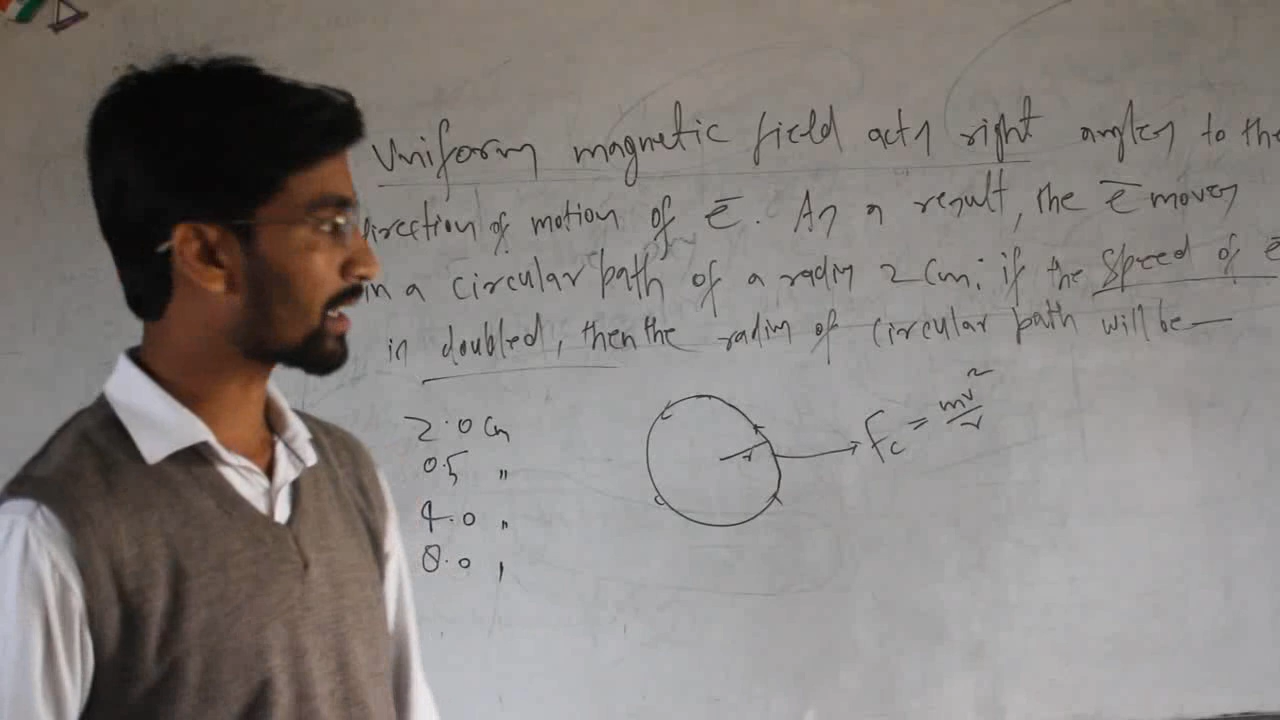 Uniform magnetic field acts right angles to the
Direction of motion of e̅. As a result, the e̅ moves
in a circular path of a radius 2 cm. if the speed of e̅
is doubled, then the radius of circular path will be —
2.0 cm
0.5 "
4.0 "
8.0 ,
r
Fc = mv²/r